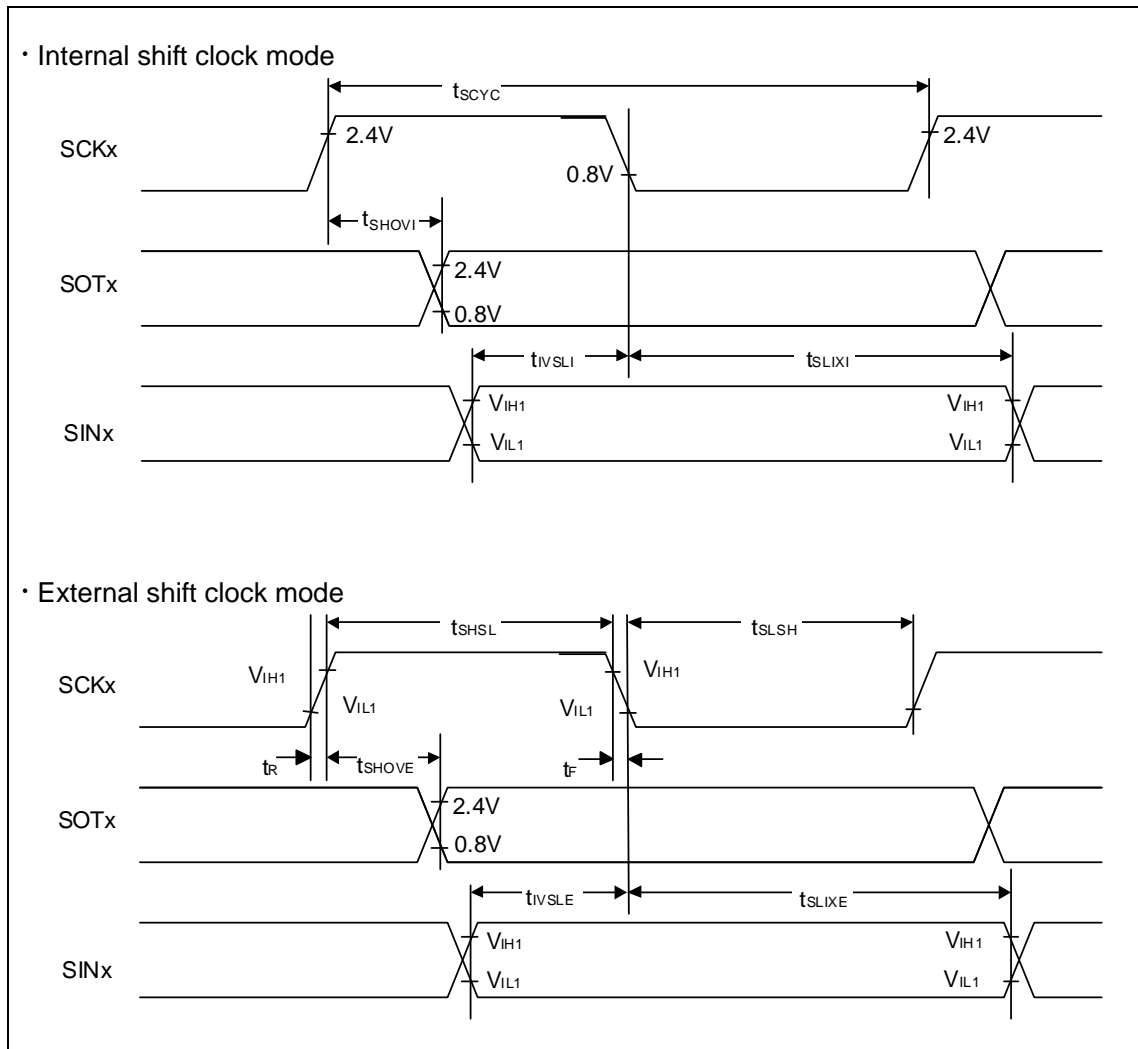 ・Internal shift clock mode
tSCYC
SCKx
2.4V
0.8V
2.4V
tSHOVI
SOTx
2.4V
0.8V
tIVSLI
tSLIXI
SINx
VIH1
VIL1
VIH1
VIL1
・External shift clock mode
tSHSL
tSLSH
SCKx
VIH1
VIL1
VIH1
VIL1
tR
tSHOVE
tF
SOTx
2.4V
0.8V
tIVSLE
tSLIXE
SINx
VIH1
VIL1
VIH1
VIL1